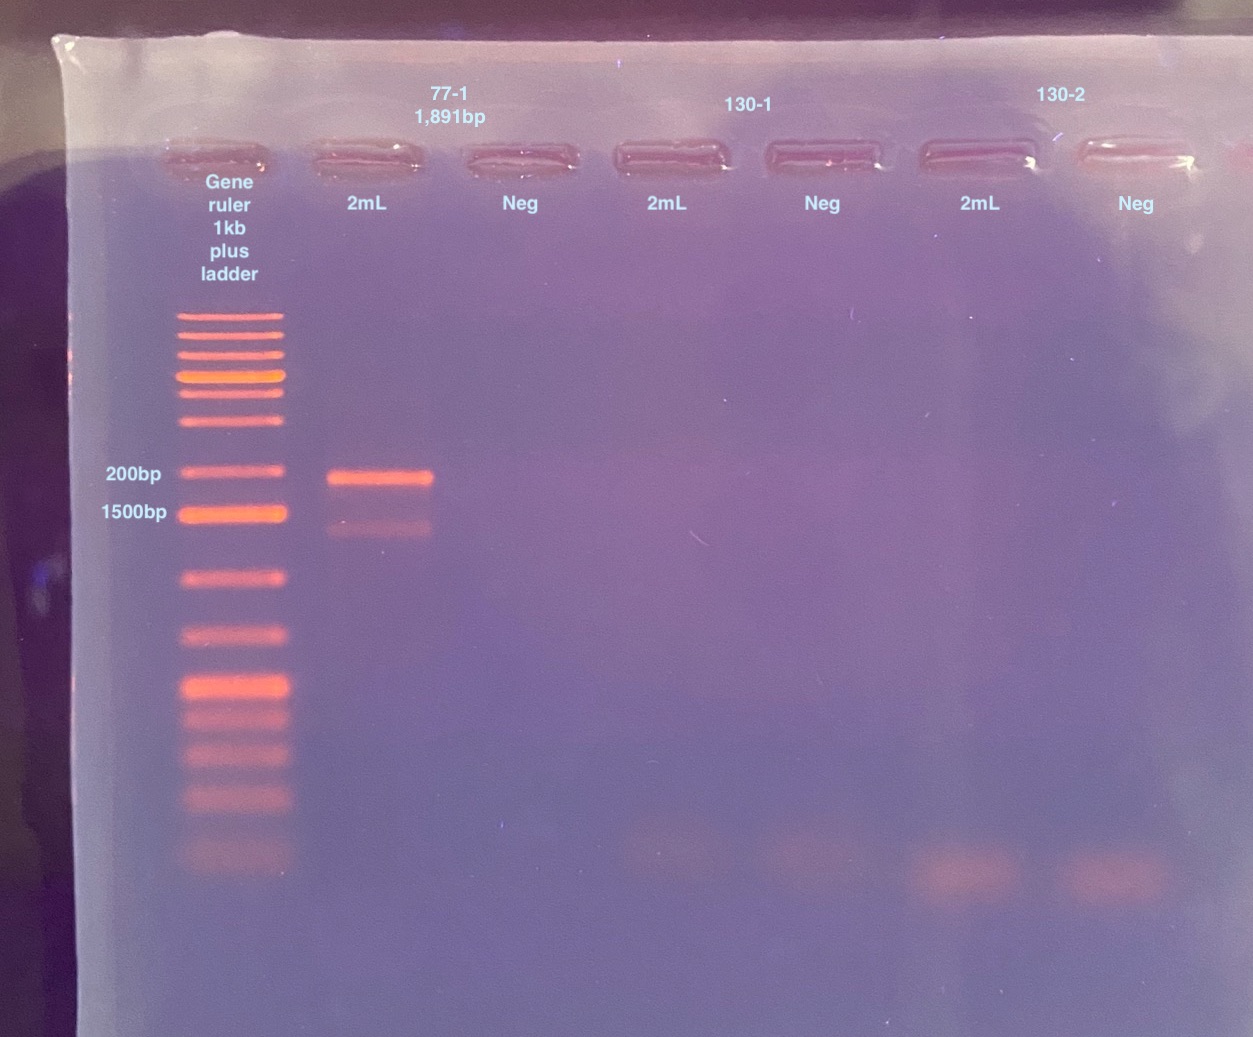 77-1
1,891bp
130-1
130-2
Gene
ruler
1kb
plus
ladder
2mL
Neg
2mL
Neg
2mL
Neg
200bp
1500bp